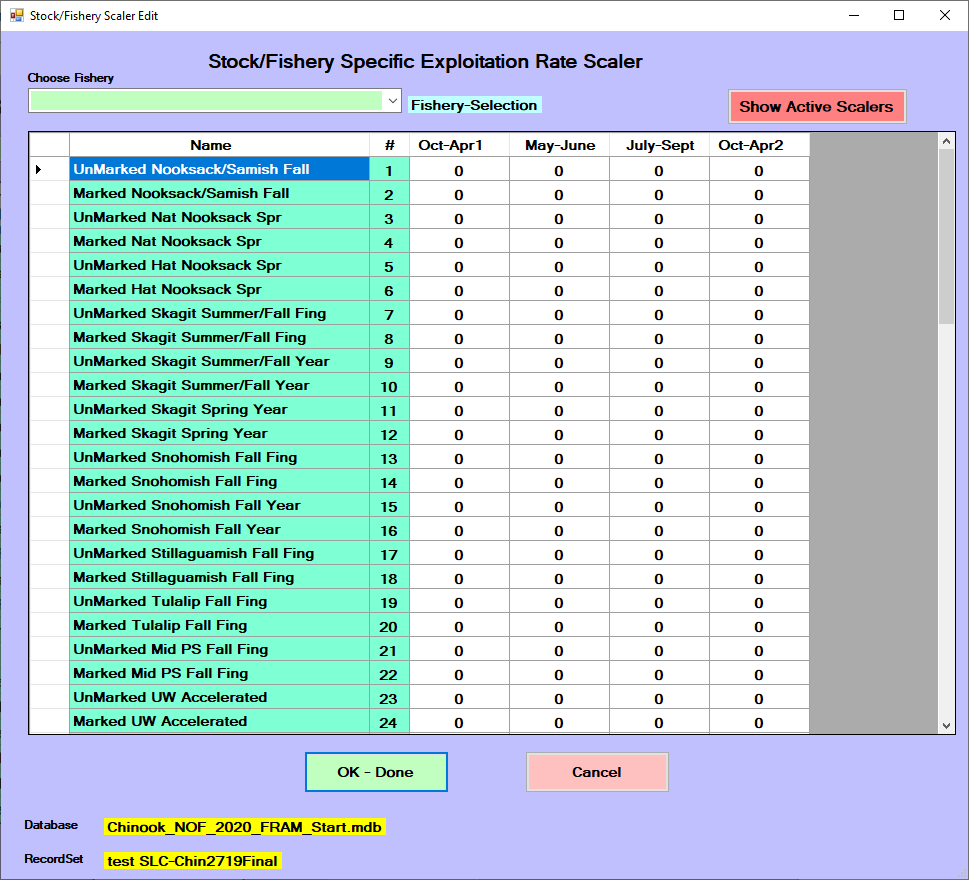 Stock/Fishery Scaler Edit
Stock/Fishery Specific Exploitation Rate Scaler
Choose Fishery
Fishery-Selection
Show Active Scalers
Name # Oct-Apr1 May-June July-Sept Oct-Apr2
UnMarked Nooksack/Samish Fall 1 0 0 0 0
Marked Nooksack/Samish Fall 2 0 0 0 0
UnMarked Nat Nooksack Spr 3 0 0 0 0
Marked Nat Nooksack Spr 4 0 0 0 0
UnMarked Hat Nooksack Spr 5 0 0 0 0
Marked Hat Nooksack Spr 6 0 0 0 0
UnMarked Skagit Summer/Fall Fing 7 0 0 0 0
Marked Skagit Summer/Fall Fing 8 0 0 0 0
UnMarked Skagit Summer/Fall Year 9 0 0 0 0
Marked Skagit Summer/Fall Year 10 0 0 0 0
UnMarked Skagit Spring Year 11 0 0 0 0
Marked Skagit Spring Year 12 0 0 0 0
UnMarked Snohomish Fall Fing 13 0 0 0 0
Marked Snohomish Fall Fing 14 0 0 0 0
UnMarked Snohomish Fall Year 15 0 0 0 0
Marked Snohomish Fall Year 16 0 0 0 0
UnMarked Stillaguamish Fall Fing 17 0 0 0 0
Marked Stillaguamish Fall Fing 18 0 0 0 0
UnMarked Tulalip Fall Fing 19 0 0 0 0
Marked Tulalip Fall Fing 20 0 0 0 0
UnMarked Mid PS Fall Fing 21 0 0 0 0
Marked Mid PS Fall Fing 22 0 0 0 0
UnMarked UW Accelerated 23 0 0 0 0
Marked UW Accelerated 24 0 0 0 0
OK - Done Cancel
Database Chinook_NOF_2020_FRAM_Start.mdb
RecordSet test SLC-Chin2719Final